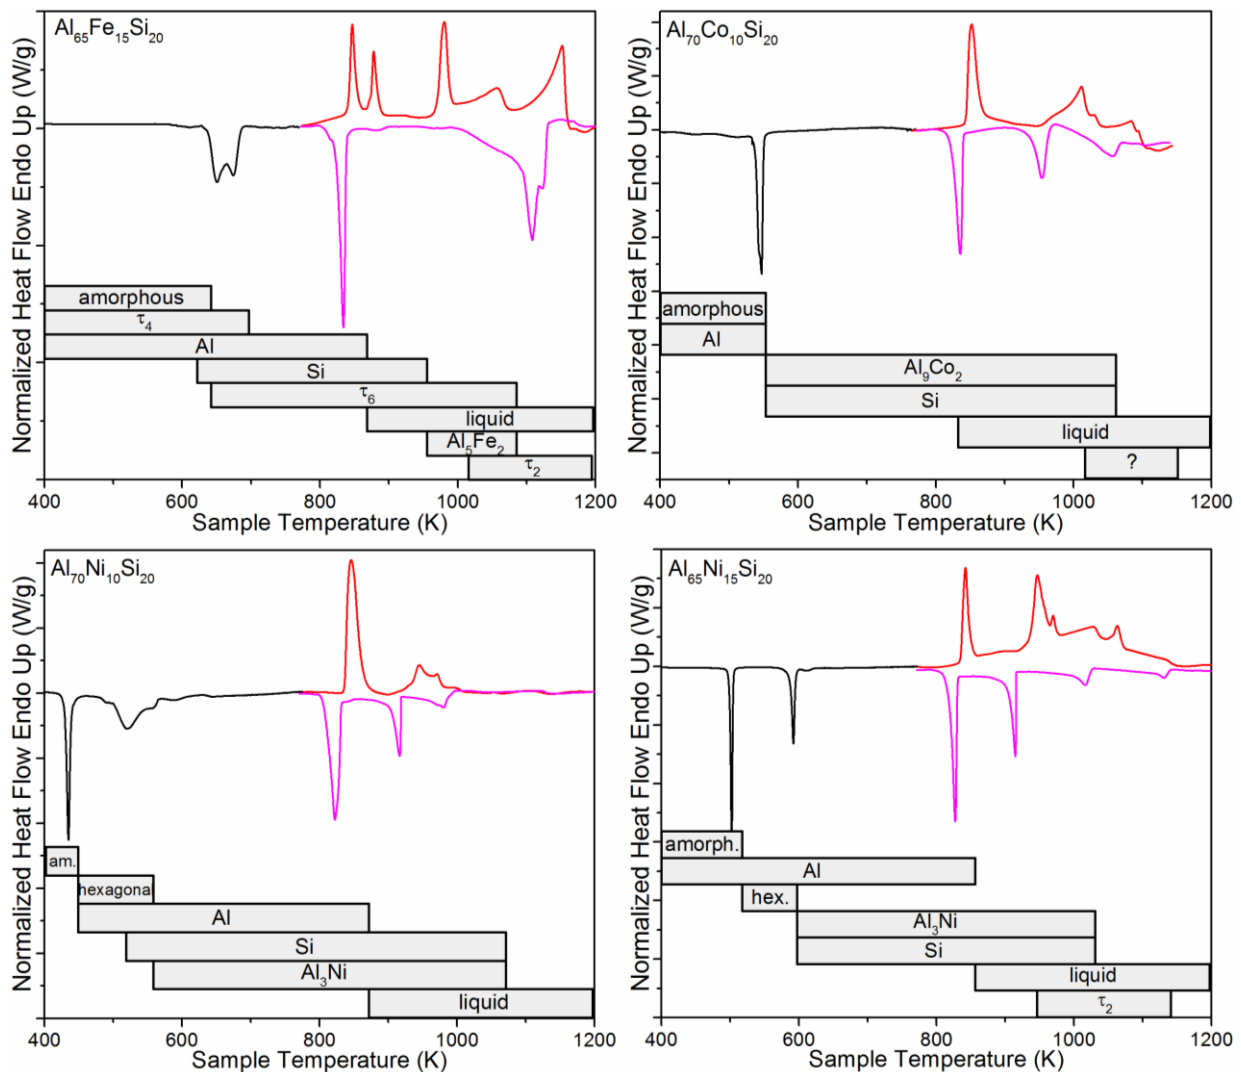 Al65Fe15Si20
Normalized Heat Flow Endo Up (W/g)
amorphous
τ4
Al
Si
τ6
liquid
Al5Fe2
τ2
400 600 800 1000 1200
Sample Temperature (K)
Al70Co10Si20
Normalized Heat Flow Endo Up (W/g)
amorphous
Al
Al9Co2
Si
liquid
?
400 600 800 1000 1200
Sample Temperature (K)
Al70Ni10Si20
Normalized Heat Flow Endo Up (W/g)
am.
hexagonal
Al
Si
Al3Ni
liquid
400 600 800 1000 1200
Sample Temperature (K)
Al65Ni15Si20
Normalized Heat Flow Endo Up (W/g)
amorph.
Al
hex.
Al3Ni
Si
liquid
τ2
400 600 800 1000 1200
Sample Temperature (K)